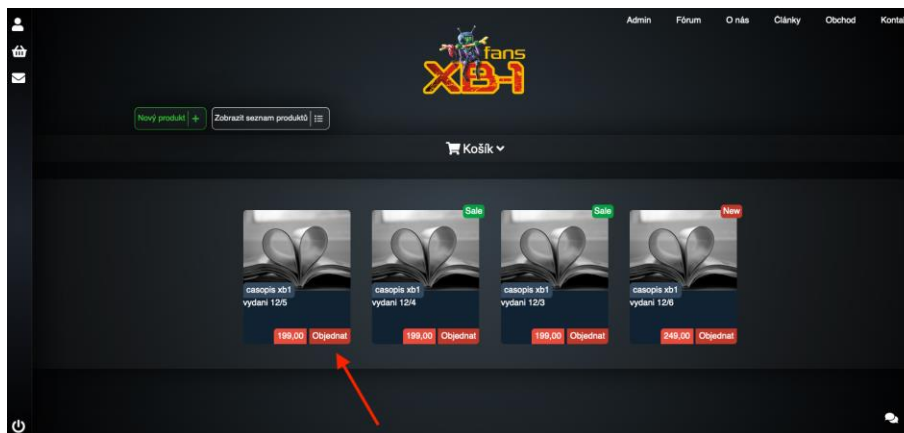 Admin Fórum O nás Články Obchod Kontak
fans
XB-1
Nový produkt + Zobrazit seznam produktů
Košík
Sale Sale New
casopis xb1 casopis xb1 casopis xb1 casopis xb1
vydani 12/5 vydani 12/4 vydani 12/3 vydani 12/6
199,00 Objednat 199,00 Objednat 199,00 Objednat 249,00 Objednat